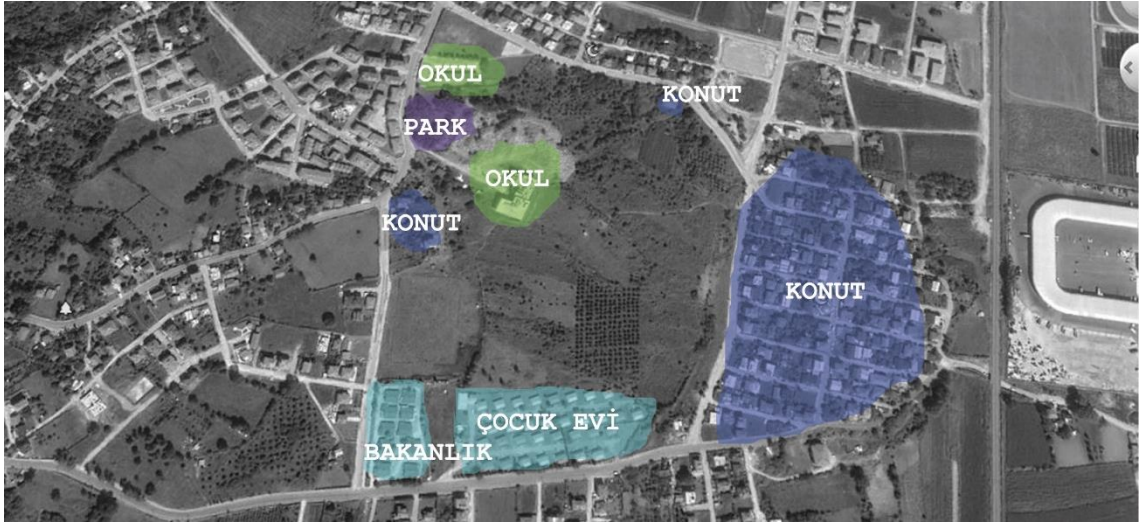 OKUL
KONUT
PARK
OKUL
KONUT
KONUT
ÇOCUK EVİ
BAKANLIK